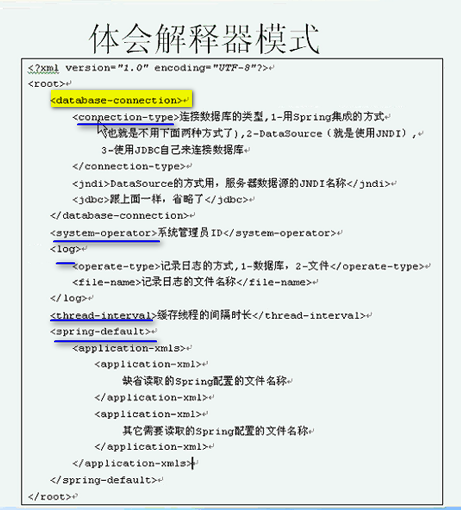 体会解释器模式
<?xml version="1.0" encoding="UTF-8"?>
<root>
<database-connection>
<connection-type>连接数据库的类型,1-用Spring集成的方式
(也就是不用下面两种方式了),2-DataSource（就是使用JNDI）,
3-使用JDBC自己来连接数据库
</connection-type>
<jndi>DataSource的方式用，服务器数据源的JNDI名称</jndi>
<jdbc>跟上面一样，省略了</jdbc>
</database-connection>
<system-operator>系统管理员ID</system-operator>
<log>
<operate-type>记录日志的方式,1-数据库，2-文件</operate-type>
<file-name>记录日志的文件名称</file-name>
</log>
<thread-interval>缓存线程的间隔时长</thread-interval>
<spring-default>
<application-xmls>
<application-xml>
缺省读取的Spring配置的文件名称
</application-xml>
<application-xml>
其它需要读取的Spring配置的文件名称
</application-xml>
</application-xmls>
</spring-default>
</root>